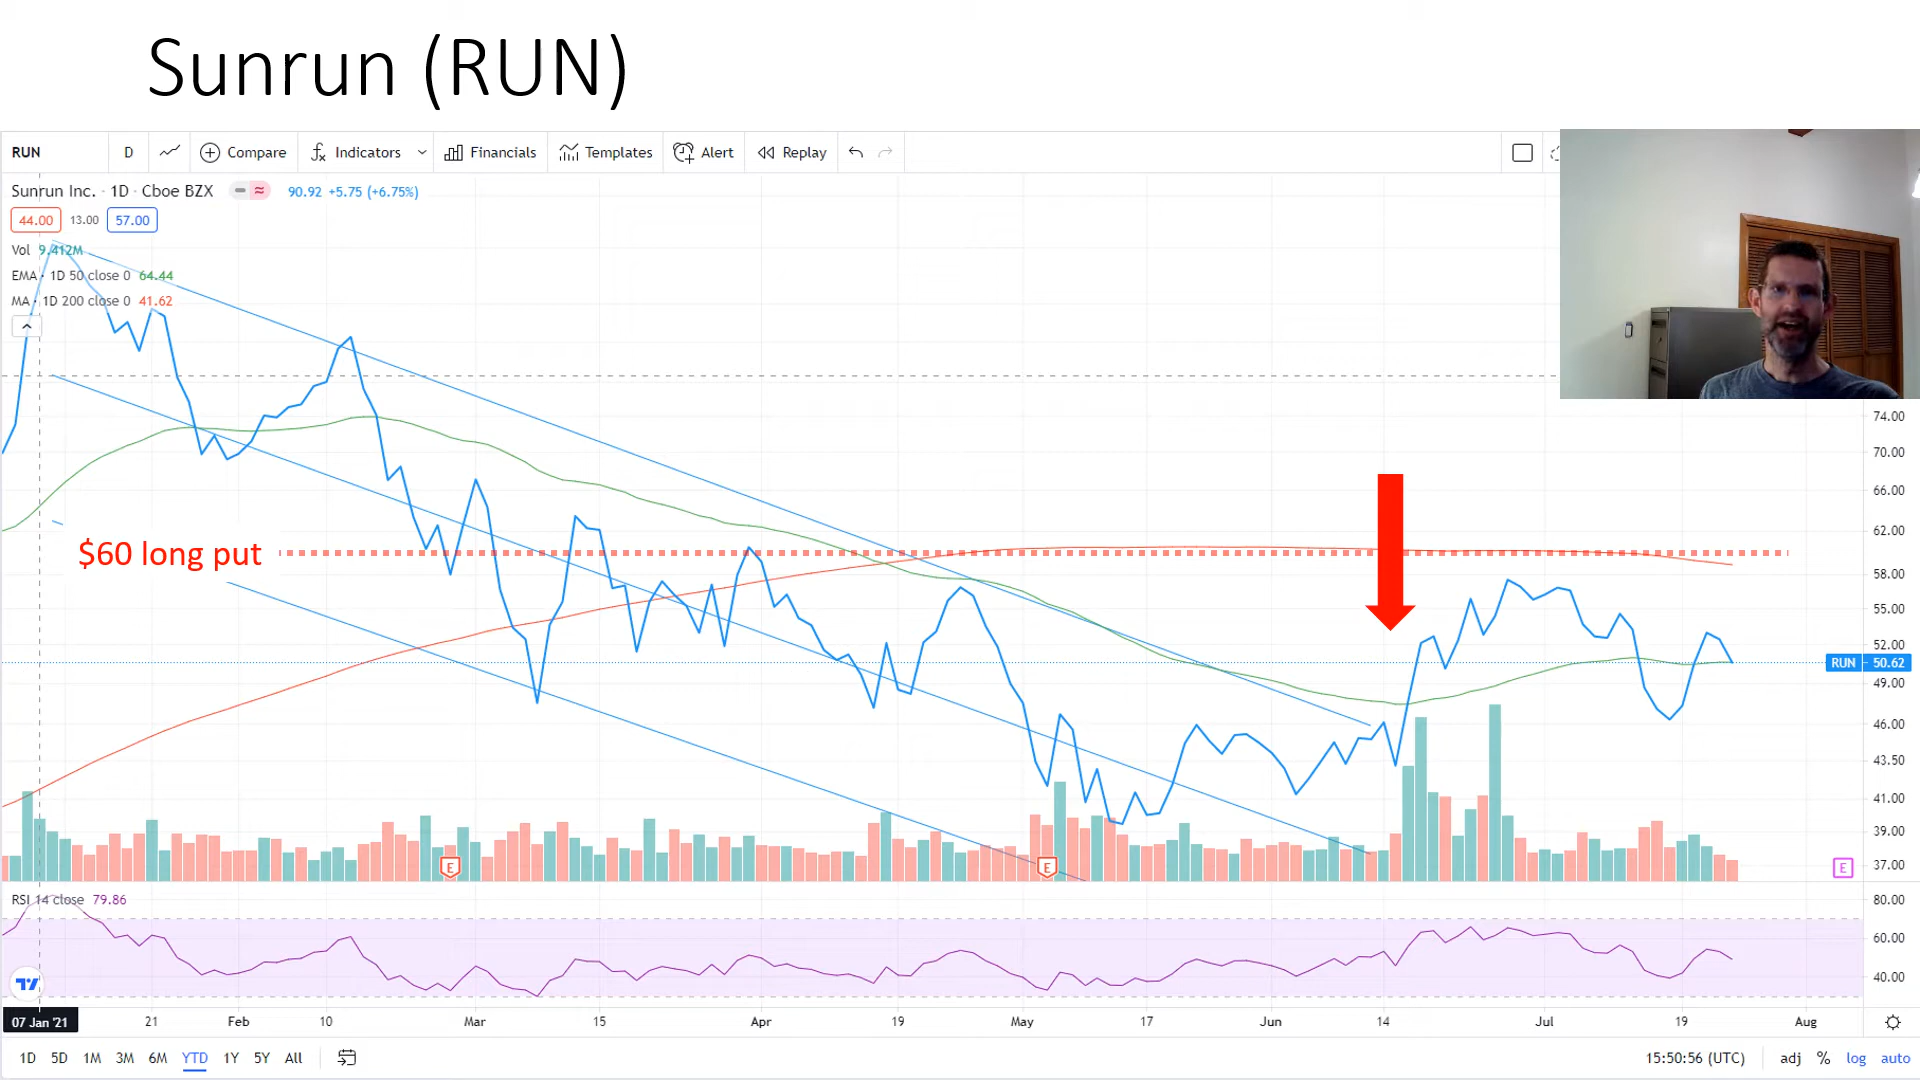 Sunrun (RUN)
RUN D Compare Indicators Financials Templates Alert Replay
Sunrun Inc. · 1D · Cboe BZX 90.92 +5.75 (+6.75%)
44.00 13.00 57.00
Vol 9.412M
EMA · 1D 50 close 0 64.44
MA · 1D 200 close 0 41.62
74.00
70.00
66.00
62.00
$60 long put
58.00
55.00
52.00
RUN 50.62
49.00
46.00
43.50
41.00
39.00
37.00
E E E
RSI 14 close 79.86
80.00
60.00
40.00
07 Jan '21 21 Feb 10 Mar 15 Apr 19 May 17 Jun 14 Jul 19 Aug
1D 5D 1M 3M 6M YTD 1Y 5Y All 15:50:56 (UTC) adj % log auto